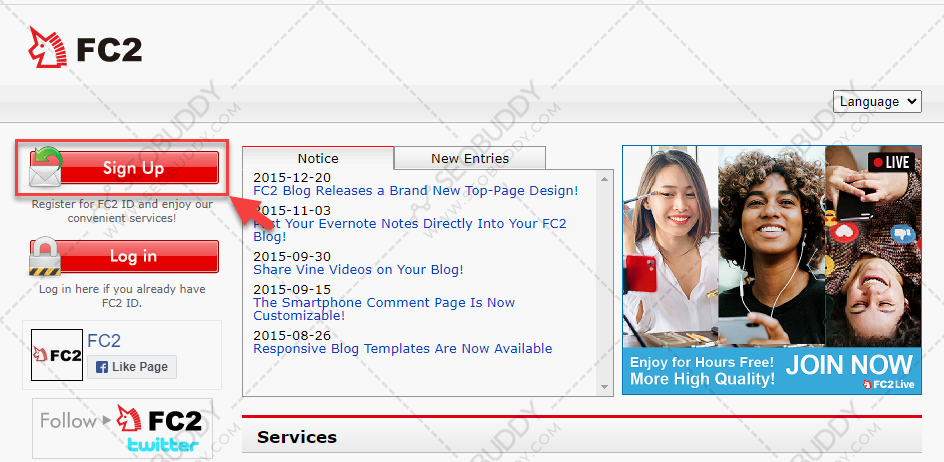 FC2
Language
Sign Up
Register for FC2 ID and enjoy our
convenient services!
Log in
Log in here if you already have
FC2 ID.
FC2
FC2
Like Page
Follow FC2
twitter
Notice
New Entries
2015-12-20
FC2 Blog Releases a Brand New Top-Page Design!
2015-11-03
Your Evernote Notes Directly Into Your FC2
Blog!
2015-09-30
Share Vine Videos on Your Blog!
2015-09-15
The Smartphone Comment Page Is Now
Customizable!
2015-08-26
Responsive Blog Templates Are Now Available
LIVE
Enjoy for Hours Free!
More High Quality!
JOIN NOW
FC2 Live
Services
SEOBUDDY
WWW.SEEBUDDY.COM